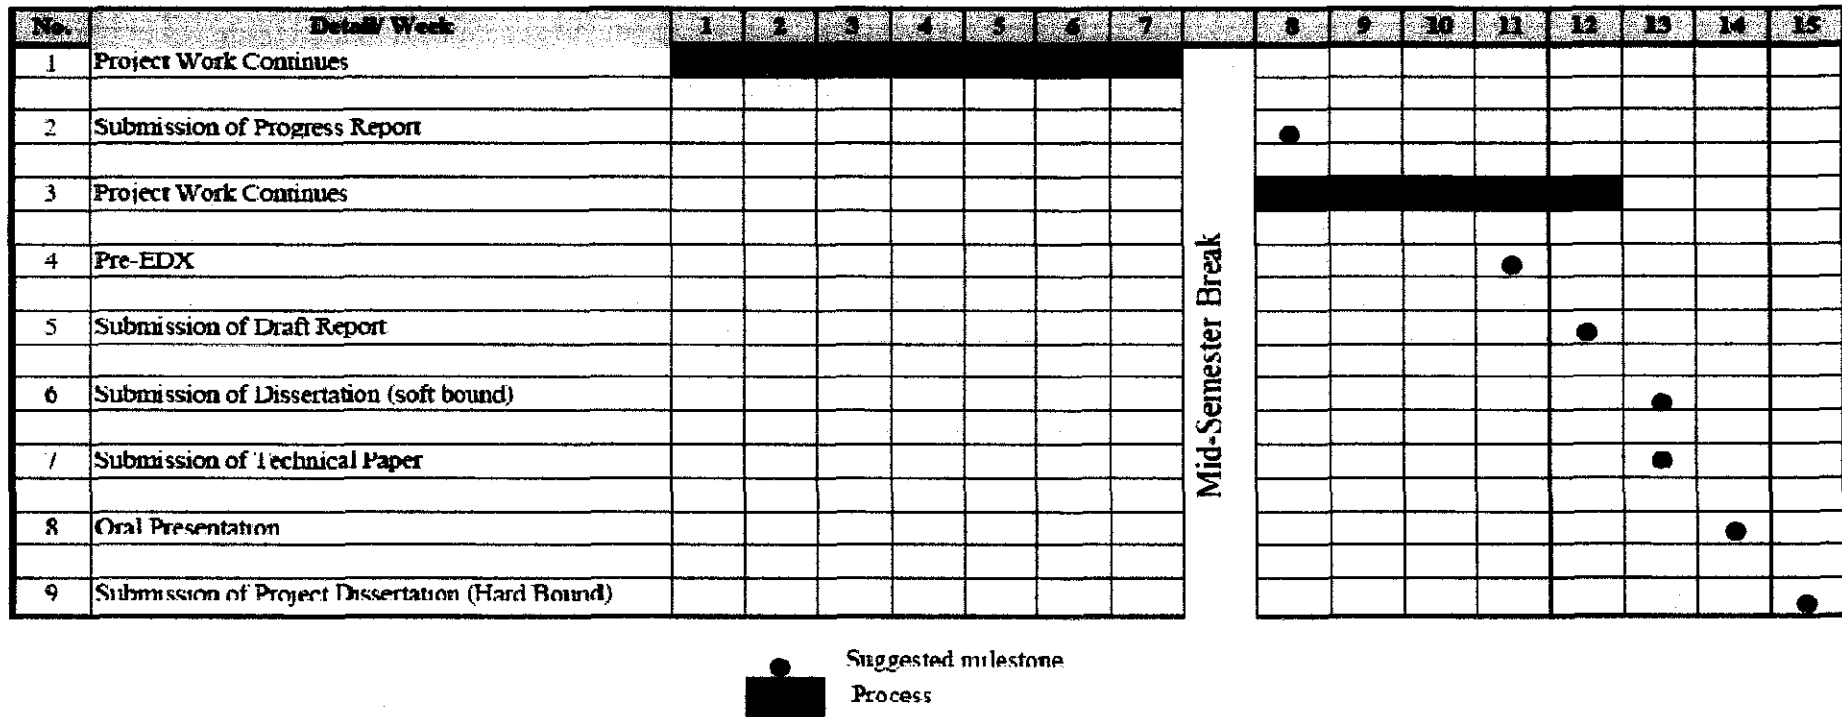 No. Detail/ Week 1 2 3 4 5 6 7 8 9 10 11 12 13 14 15
1 Project Work Continues
2 Submission of Progress Report
3 Project Work Continues
4 Pre-EDX
5 Submission of Draft Report
6 Submission of Dissertation (soft bound)
7 Submission of Technical Paper
8 Oral Presentation
9 Submission of Project Dissertation (Hard Bound)
Mid-Semester Break
Suggested milestone
Process